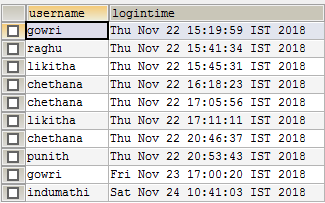 username logintime
gowri Thu Nov 22 15:19:59 IST 2018
raghu Thu Nov 22 15:41:34 IST 2018
likitha Thu Nov 22 15:45:31 IST 2018
chethana Thu Nov 22 16:18:23 IST 2018
chethana Thu Nov 22 17:05:56 IST 2018
likitha Thu Nov 22 17:11:11 IST 2018
chethana Thu Nov 22 20:46:37 IST 2018
punith Thu Nov 22 20:53:43 IST 2018
gowri Fri Nov 23 17:00:20 IST 2018
indumathi Sat Nov 24 10:41:03 IST 2018